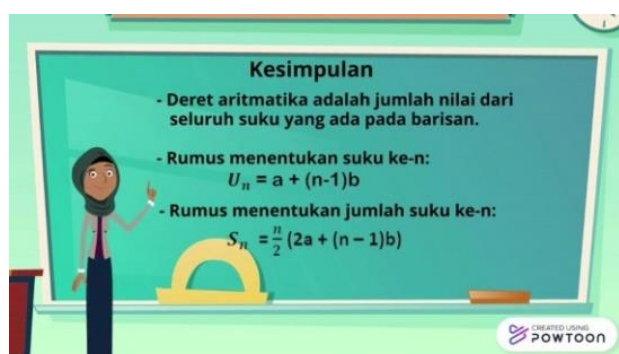 Kesimpulan
- Deret aritmatika adalah jumlah nilai dari
seluruh suku yang ada pada barisan.
- Rumus menentukan suku ke-n:
Uₙ = a + (n-1)b
- Rumus menentukan jumlah suku ke-n:
Sₙ = n/2 (2a + (n – 1)b)
CREATED USING
POWTOON